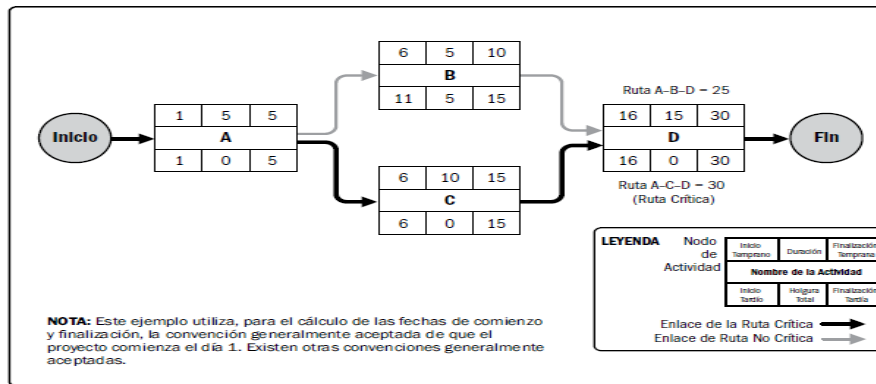 6 5 10
B
11 5 15
Ruta A-B-D = 25
Inicio
1 5 5
A
1 0 5
16 15 30
D
16 0 30
Fin
6 10 15
C
6 0 15
Ruta A-C-D = 30
(Ruta Crítica)
LEYENDA Nodo
de
Actividad
Inicio
Temprano
Duración
Finalización
Temprana
Nombre de la Actividad
Inicio
Tardío
Holgura
Total
Finalización
Tardía
Enlace de la Ruta Crítica
Enlace de Ruta No Crítica
NOTA: Este ejemplo utiliza, para el cálculo de las fechas de comienzo
y finalización, la convención generalmente aceptada de que el
proyecto comienza el día 1. Existen otras convenciones generalmente
aceptadas.